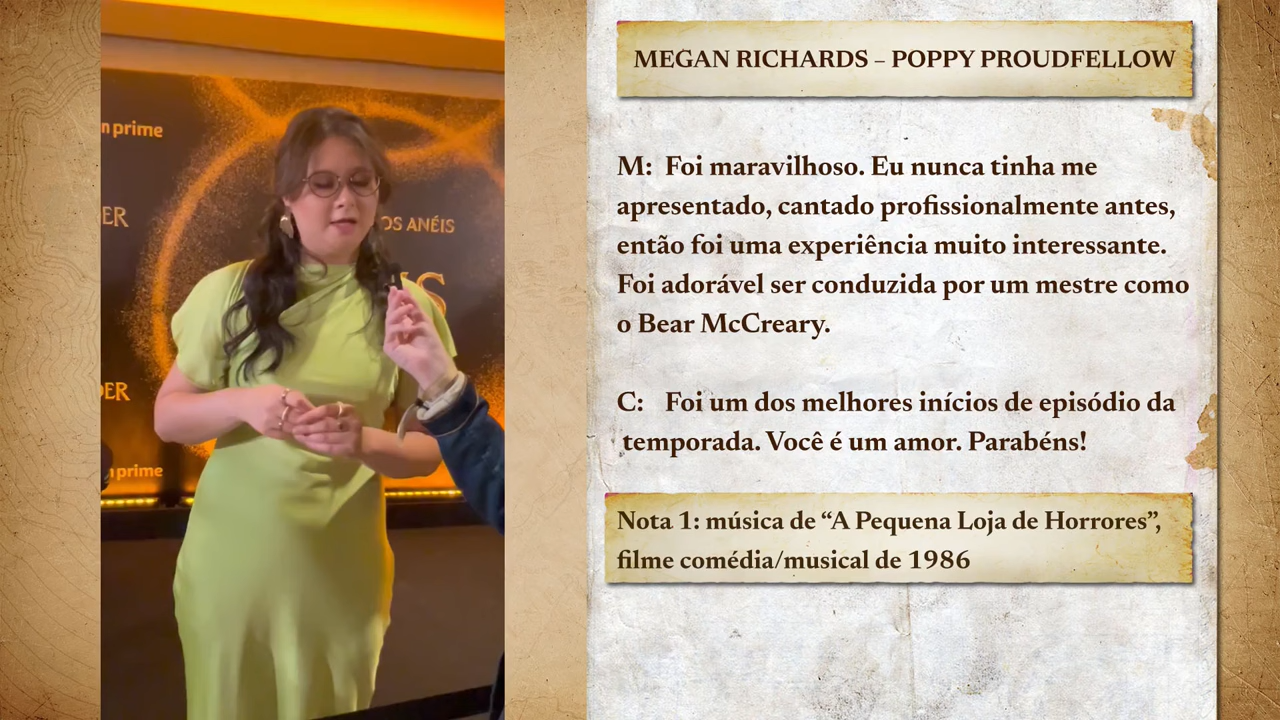 n prime
DER
OS ANÉIS
IS
DER
n prime
MEGAN RICHARDS – POPPY PROUDFELLOW
M: Foi maravilhoso. Eu nunca tinha me
apresentado, cantado profissionalmente antes,
então foi uma experiência muito interessante.
Foi adorável ser conduzida por um mestre como
o Bear McCreary.
C: Foi um dos melhores inícios de episódio da
temporada. Você é um amor. Parabéns!
Nota 1: música de “A Pequena Loja de Horrores”,
filme comédia/musical de 1986